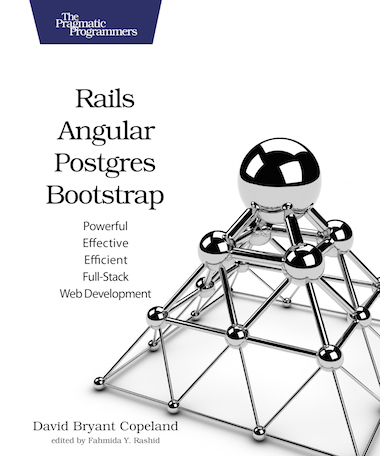 The
Pragmatic
Programmers
Rails
Angular
Postgres
Bootstrap
Powerful
Effective
Efficient
Full-Stack
Web Development
David Bryant Copeland
edited by Fahmida Y. Rashid